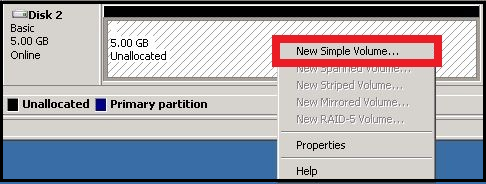 Disk 2
Basic
5.00 GB
Online
5.00 GB
Unallocated
New Simple Volume...
New Spanned Volume...
New Striped Volume...
New Mirrored Volume...
New RAID-5 Volume...
Properties
Help
Unallocated Primary partition